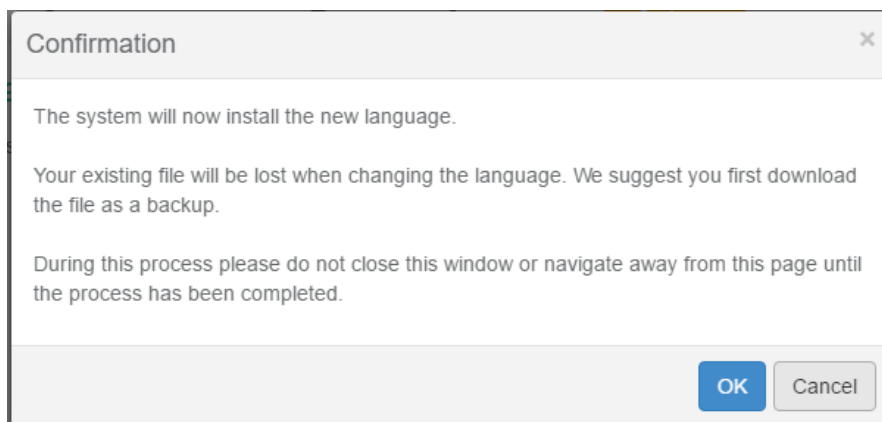 Confirmation
×
The system will now install the new language.
Your existing file will be lost when changing the language. We suggest you first download
the file as a backup.
During this process please do not close this window or navigate away from this page until
the process has been completed.
OK
Cancel